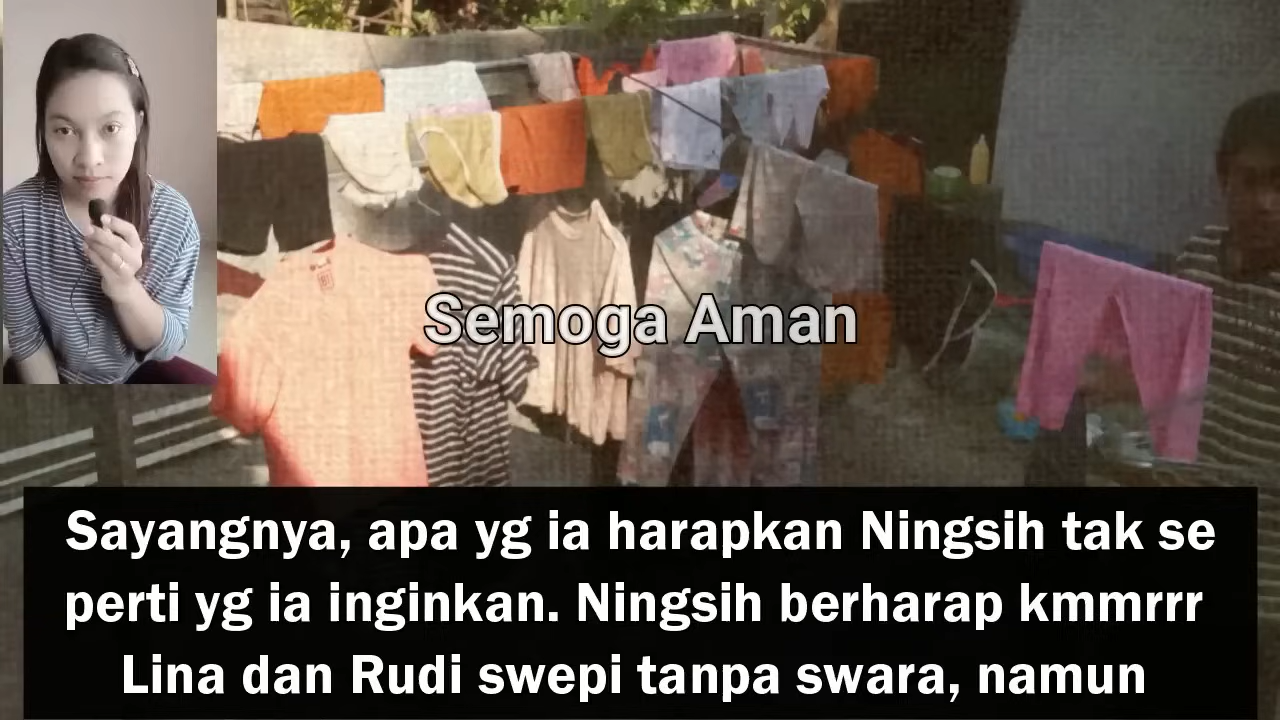 Semoga Aman
Sayangnya, apa yg ia harapkan Ningsih tak se
perti yg ia inginkan. Ningsih berharap kmmrrr
Lina dan Rudi swepi tanpa swara, namun